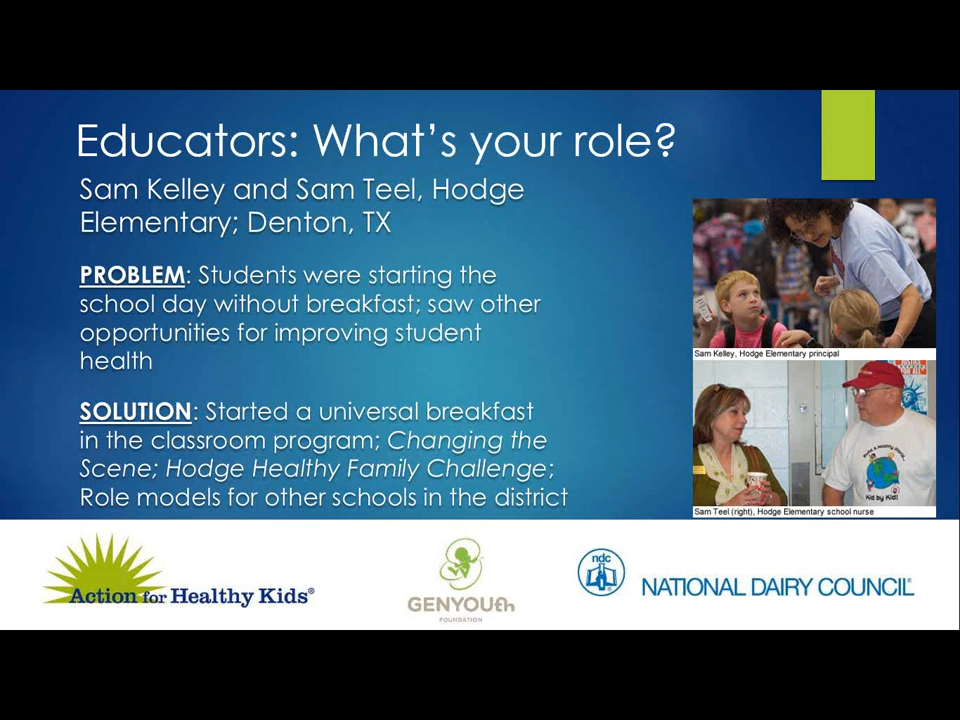 Educators: What's your role?
Sam Kelley and Sam Teel, Hodge
Elementary; Denton, TX
PROBLEM: Students were starting the
school day without breakfast; saw other
opportunities for improving student
health
SOLUTION: Started a universal breakfast
in the classroom program; Changing the
Scene; Hodge Healthy Family Challenge;
Role models for other schools in the district
Sam Kelley, Hodge Elementary principal
Build A Healthy World...
Kid by Kid!
Sam Teel (right), Hodge Elementary school nurse
Action for Healthy Kids®
GENYOUth
FOUNDATION
ndc
NATIONAL DAIRY COUNCIL®